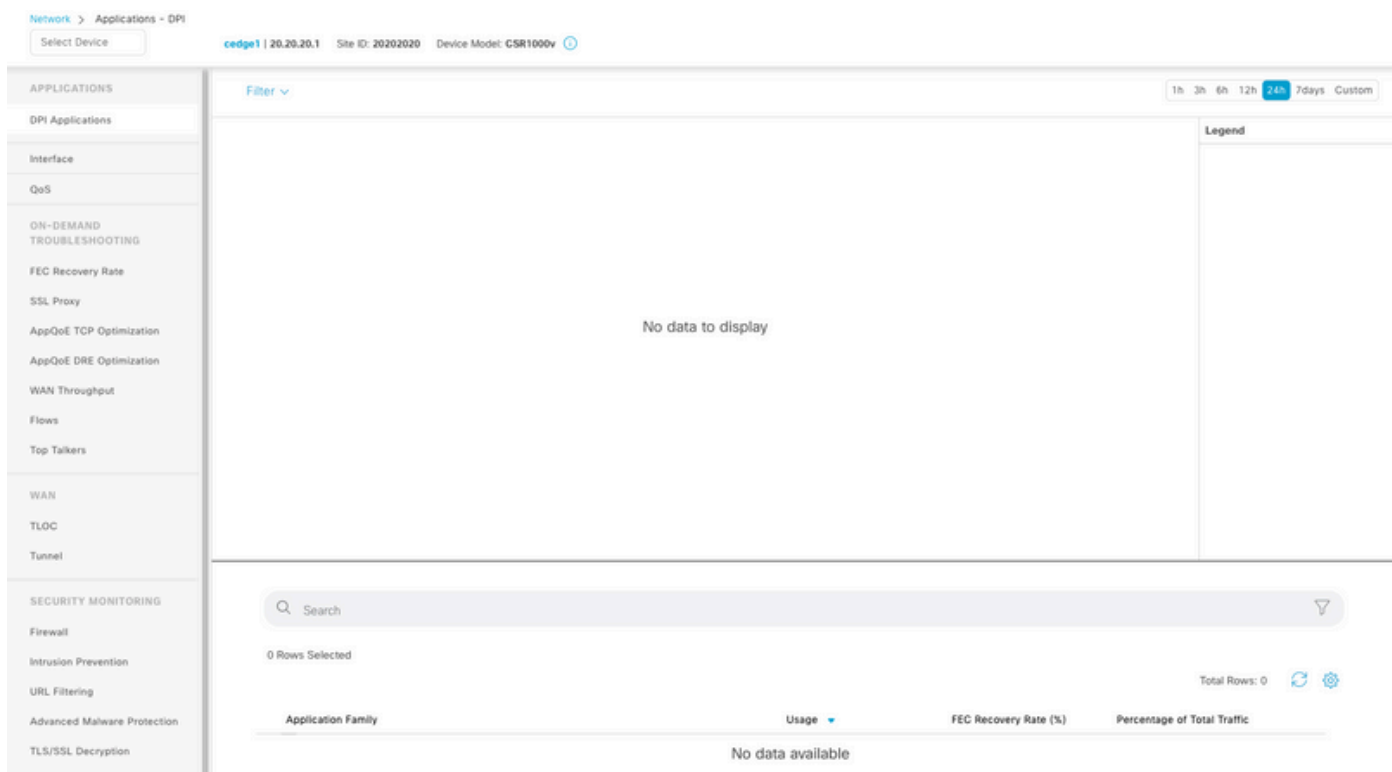 Network > Applications - DPI
Select Device
cedge1 | 20.20.20.1 Site ID: 20202020 Device Model: CSR1000v
APPLICATIONS
DPI Applications
Interface
QoS
ON-DEMAND
TROUBLESHOOTING
FEC Recovery Rate
SSL Proxy
AppQoE TCP Optimization
AppQoE DRE Optimization
WAN Throughput
Flows
Top Talkers
WAN
TLOC
Tunnel
SECURITY MONITORING
Firewall
Intrusion Prevention
URL Filtering
Advanced Malware Protection
TLS/SSL Decryption
Filter
1h 3h 6h 12h 24h 7days Custom
Legend
No data to display
Search
0 Rows Selected
Total Rows: 0
Application Family Usage FEC Recovery Rate (%) Percentage of Total Traffic
No data available